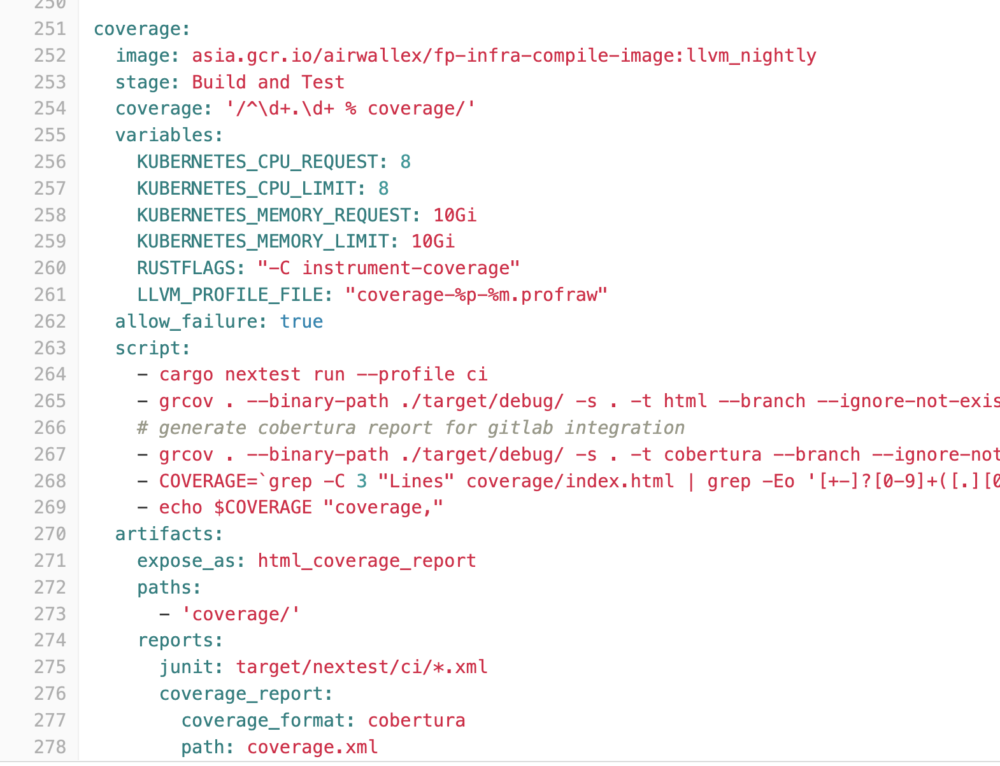 250
251 coverage:
252 image: asia.gcr.io/airwallex/fp-infra-compile-image:llvm_nightly
253 stage: Build and Test
254 coverage: '/^\d+.\d+ % coverage/'
255 variables:
256 KUBERNETES_CPU_REQUEST: 8
257 KUBERNETES_CPU_LIMIT: 8
258 KUBERNETES_MEMORY_REQUEST: 10Gi
259 KUBERNETES_MEMORY_LIMIT: 10Gi
260 RUSTFLAGS: "-C instrument-coverage"
261 LLVM_PROFILE_FILE: "coverage-%p-%m.profraw"
262 allow_failure: true
263 script:
264 - cargo nextest run --profile ci
265 - grcov . --binary-path ./target/debug/ -s . -t html --branch --ignore-not-exis
266 # generate cobertura report for gitlab integration
267 - grcov . --binary-path ./target/debug/ -s . -t cobertura --branch --ignore-not
268 - COVERAGE=`grep -C 3 "Lines" coverage/index.html | grep -Eo '[+-]?[0-9]+([.][0
269 - echo $COVERAGE "coverage,"
270 artifacts:
271 expose_as: html_coverage_report
272 paths:
273 - 'coverage/'
274 reports:
275 junit: target/nextest/ci/*.xml
276 coverage_report:
277 coverage_format: cobertura
278 path: coverage.xml